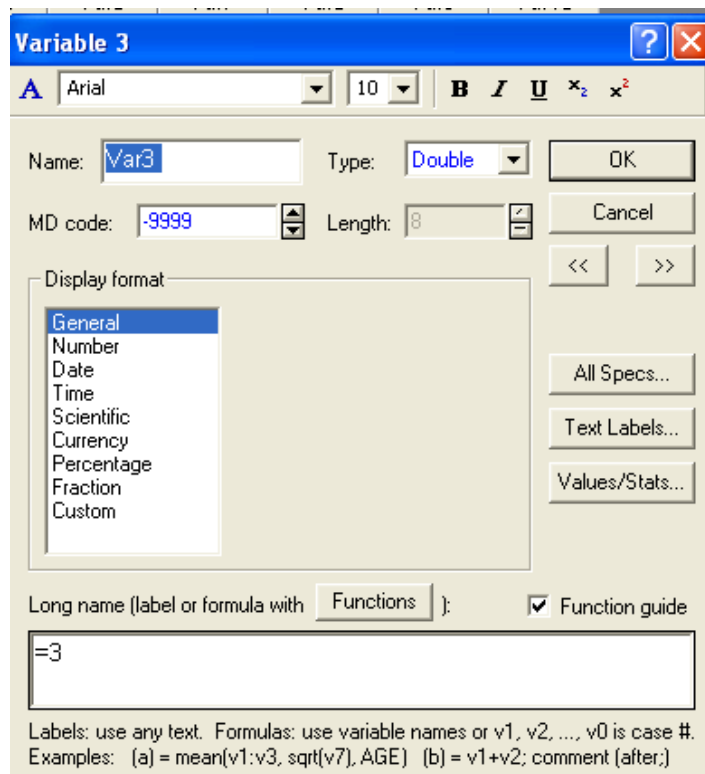 Variable 3
A Arial 10 B I U x₂ x²
Name: Var3 Type: Double OK
MD code: -9999 Length: 8 Cancel
<< >>
Display format
General
Number
Date
Time
Scientific
Currency
Percentage
Fraction
Custom
All Specs...
Text Labels...
Values/Stats...
Long name (label or formula with Functions ): Function guide
=3
Labels: use any text. Formulas: use variable names or v1, v2, ..., v0 is case #.
Examples: (a) = mean(v1:v3, sqrt(v7), AGE) (b) = v1+v2; comment (after;)